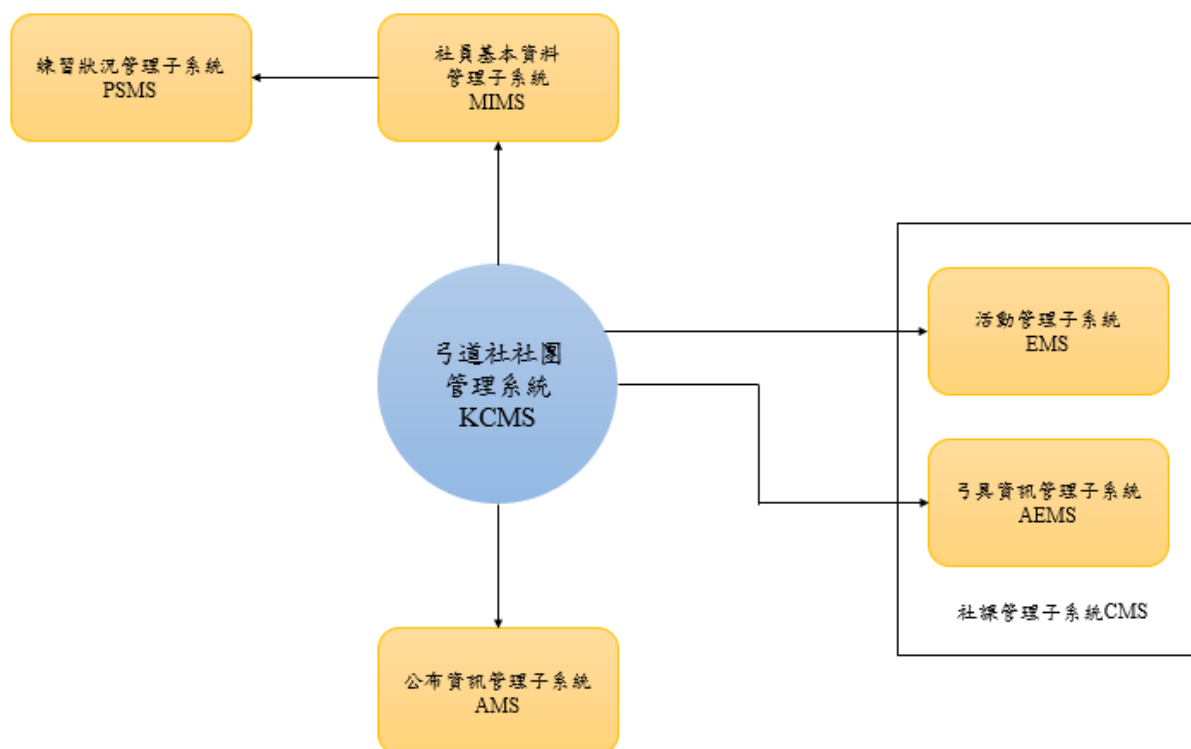 練習狀況管理子系統
PSMS
社員基本資料
管理子系統
MIMS
弓道社社團
管理系統
KCMS
活動管理子系統
EMS
弓具資訊管理子系統
AEMS
社課管理子系統CMS
公布資訊管理子系統
AMS